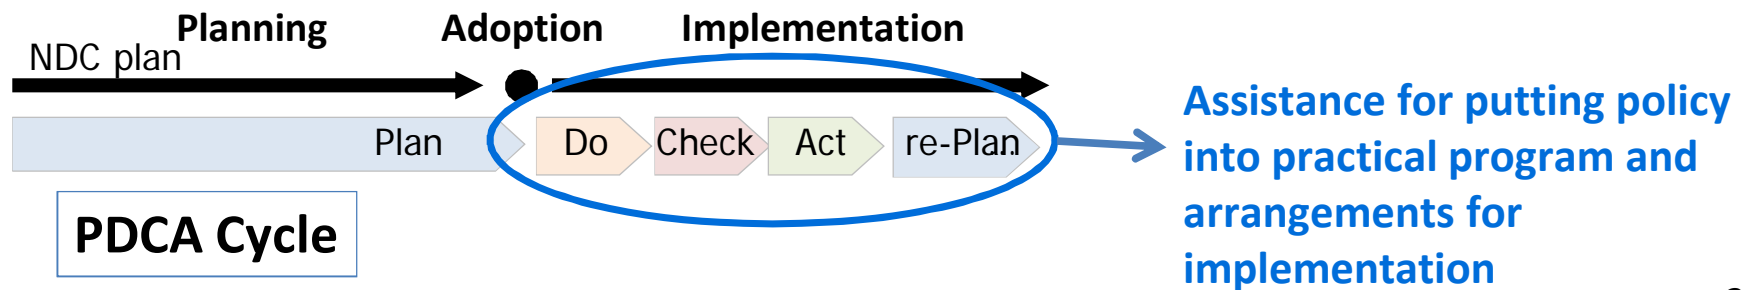 Planning Adoption Implementation
NDC plan
Plan Do Check Act re-Plan..
PDCA Cycle
Assistance for putting policy
into practical program and
arrangements for
implementation